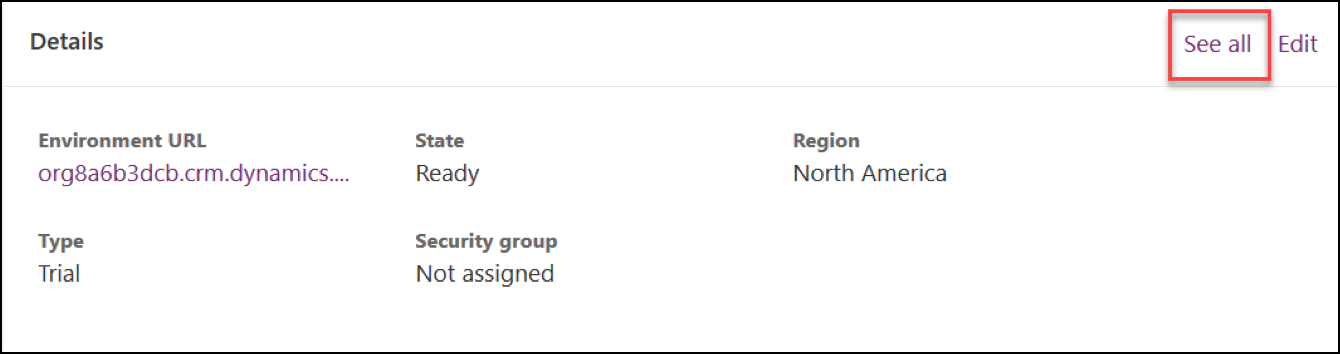 Details
See all Edit
Environment URL State Region
org8a6b3dcb.crm.dynamics.... Ready North America
Type Security group
Trial Not assigned